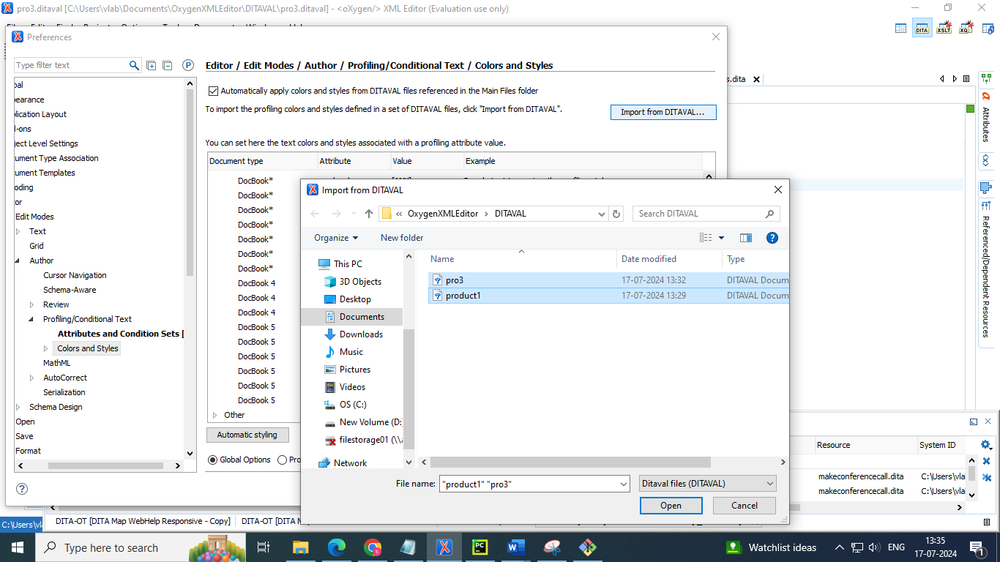 pro3.ditaval [C:\Users\vlab\Documents\OxygenXMLEditor\DITAVAL\pro3.ditaval] - <oXygen/> XML Editor (Evaluation use only)
Preferences
DITA
XSLT
XQ
Type filter text
P
Editor / Edit Modes / Author / Profiling/Conditional Text / Colors and Styles
s.dita
Automatically apply colors and styles from DITAVAL files referenced in the Main Files folder
To import the profiling colors and styles defined in a set of DITAVAL files, click "Import from DITAVAL".
Import from DITAVAL...
You can set here the text colors and styles associated with a profiling attribute value.
Document type
Attribute
Value
Example
bal
earance
lication Layout
l-ons
ject Level Settings
ument Type Association
ument Templates
oding
or
Edit Modes
Text
Grid
Author
Cursor Navigation
Schema-Aware
Review
Profiling/Conditional Text
Attributes and Condition Sets [
Colors and Styles
MathML
AutoCorrect
Serialization
Schema Design
Open
Save
Format
DocBook*
DocBook*
DocBook*
DocBook*
DocBook*
DocBook*
DocBook*
DocBook 4
DocBook 4
DocBook 4
DocBook 5
DocBook 5
DocBook 5
DocBook 5
DocBook 5
DocBook 5
Other
Automatic styling
Global Options
Pro
Import from DITAVAL
« OxygenXMLEditor › DITAVAL
Search DITAVAL
Organize
New folder
This PC
3D Objects
Desktop
Documents
Downloads
Music
Pictures
Videos
OS (C:)
New Volume (D:
filestorage01 (\\a
Network
Name
Date modified
Type
pro3
17-07-2024 13:32
DITAVAL Docum
product1
17-07-2024 13:29
DITAVAL Docum
File name:
"product1" "pro3"
Ditaval files (DITAVAL)
Open
Cancel
Attributes
Referenced/Dependent Resources
Resource
System ID
makeconferencecall.dita
C:\Users\vlal
makeconferencecall.dita
C:\Users\vlal
DITA-OT [DITA Map WebHelp Responsive - Copy]
DITA-OT [DITA M
C:\Users\vla
Type here to search
Watchlist ideas
ENG
13:35
17-07-2024
1